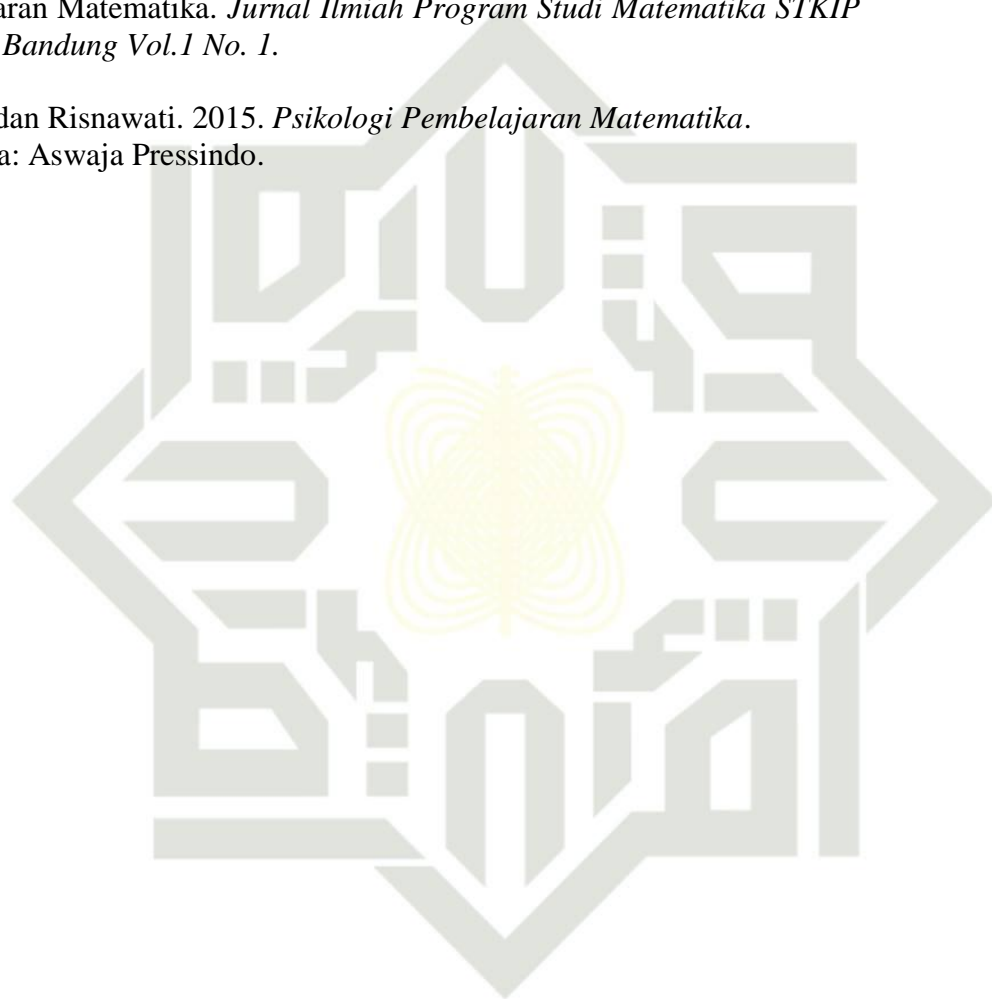 aran Matematika. Jurnal Ilmiah Program Studi Matematika STKIP
Bandung Vol.1 No. 1.
dan Risnawati. 2015. Psikologi Pembelajaran Matematika.
a: Aswaja Pressindo.